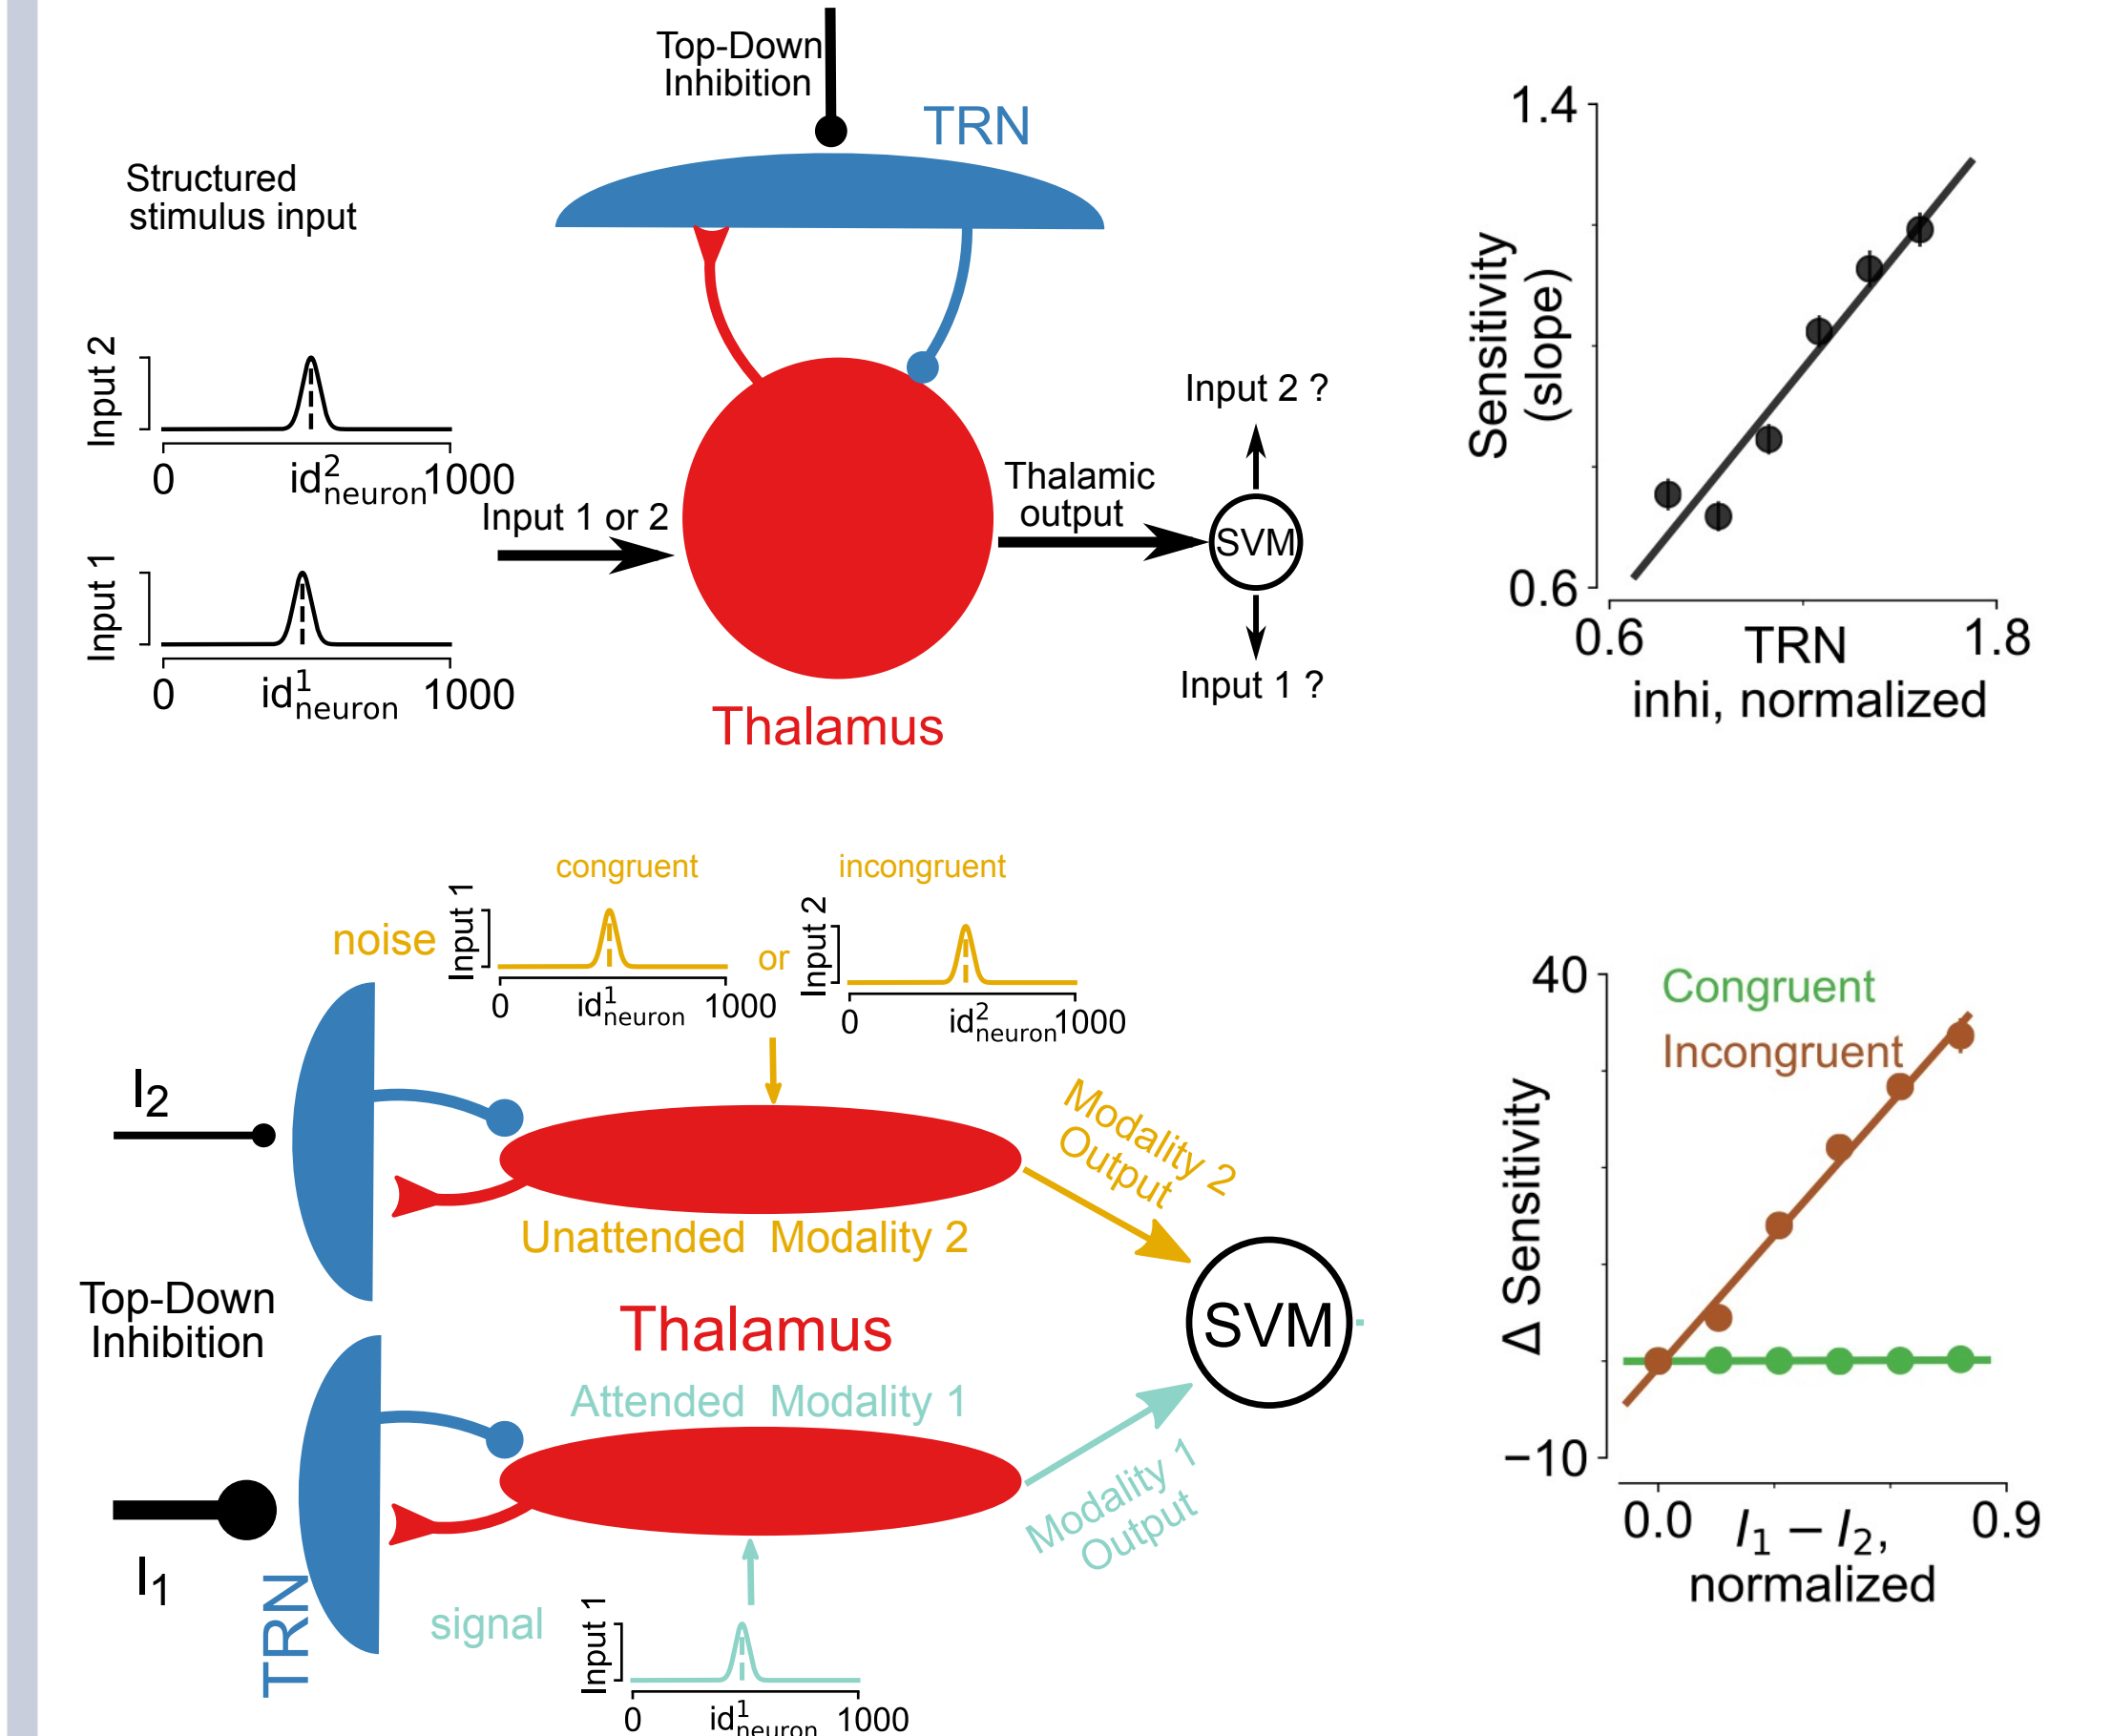 Top-Down
Inhibition
TRN
Structured
stimulus input
Input 2
0
id²neuron
1000
Input 1
0
id¹neuron
1000
Input 1 or 2
Thalamus
Thalamic
output
SVM
Input 2 ?
Input 1 ?
1.4
0.6
Sensitivity
(slope)
0.6
1.8
TRN
inhi, normalized
noise
congruent
Input 1
0
id¹neuron
1000
or
incongruent
Input 2
0
id²neuron
1000
I₂
Unattended Modality 2
Modality 2
Output
Top-Down
Inhibition
Thalamus
SVM
Attended Modality 1
Modality 1
Output
I₁
TRN
signal
Input 1
0
id¹neuron
1000
40
−10
Δ Sensitivity
Congruent
Incongruent
0.0
0.9
I₁ − I₂,
normalized